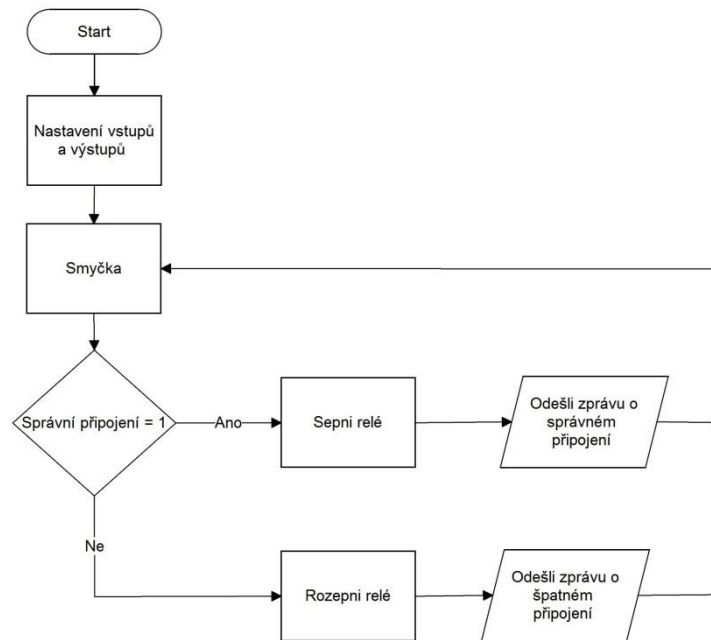 Start
Nastavení vstupů
a výstupů
Smyčka
Správní připojení = 1
Ano
Sepni relé
Odešli zprávu o
správném
připojení
Ne
Rozepni relé
Odešli zprávu o
špatném
připojení